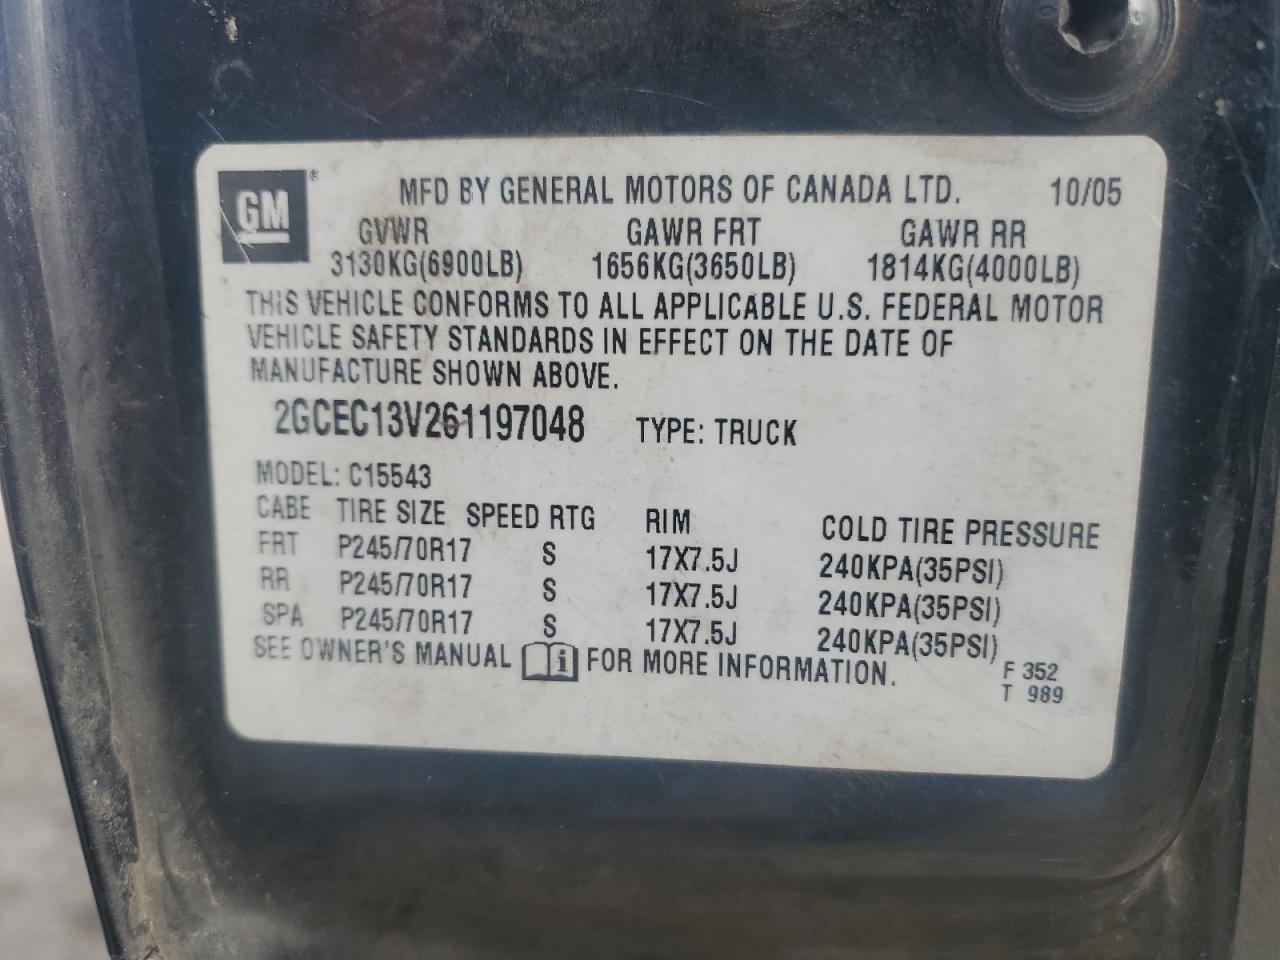 GM ® MFD BY GENERAL MOTORS OF CANADA LTD. 10/05
GVWR GAWR FRT GAWR RR
3130KG(6900LB) 1656KG(3650LB) 1814KG(4000LB)
THIS VEHICLE CONFORMS TO ALL APPLICABLE U.S. FEDERAL MOTOR
VEHICLE SAFETY STANDARDS IN EFFECT ON THE DATE OF
MANUFACTURE SHOWN ABOVE.
2GCEC13V261197048 TYPE: TRUCK
MODEL: C15543
CABE TIRE SIZE SPEED RTG RIM COLD TIRE PRESSURE
FRT P245/70R17 S 17X7.5J 240KPA(35PSI)
RR P245/70R17 S 17X7.5J 240KPA(35PSI)
SPA P245/70R17 S 17X7.5J 240KPA(35PSI)
SEE OWNER'S MANUAL i FOR MORE INFORMATION.
F 352
T 989